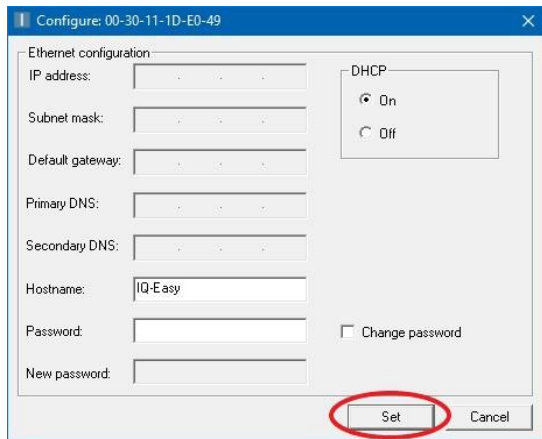 Configure: 00-30-11-1D-E0-49
Ethernet configuration
IP address:
DHCP
On
Subnet mask:
Off
Default gateway:
Primary DNS:
Secondary DNS:
Hostname: IQ-Easy
Password:
Change password
New password:
Set Cancel